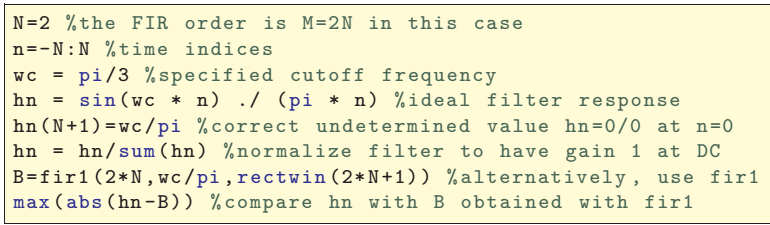 N=2 %the FIR order is M=2N in this case
n=-N:N %time indices
wc = pi/3 %specified cutoff frequency
hn = sin(wc * n) ./ (pi * n) %ideal filter response
hn(N+1)=wc/pi %correct undetermined value hn=0/0 at n=0
hn = hn/sum(hn) %normalize filter to have gain 1 at DC
B=fir1(2*N,wc/pi,rectwin(2*N+1)) %alternatively, use fir1
max(abs(hn-B)) %compare hn with B obtained with fir1